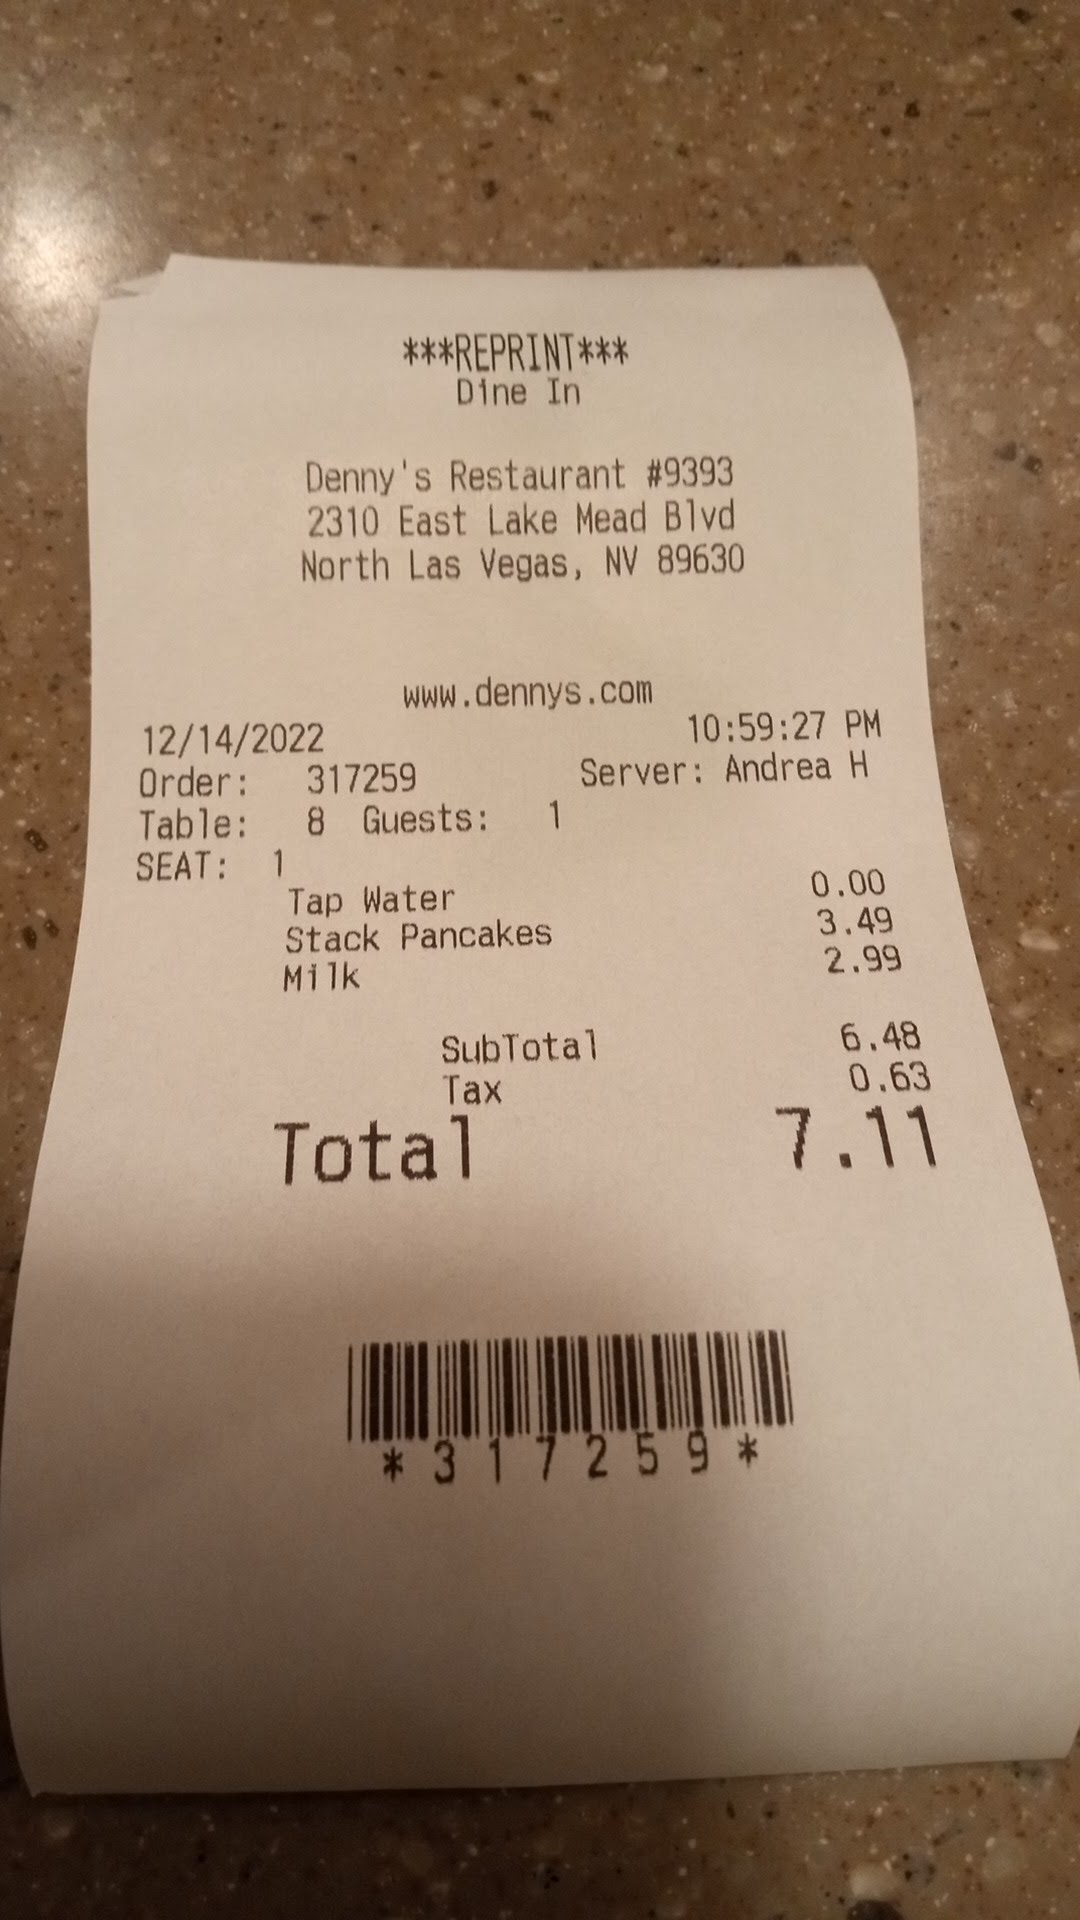 ***REPRINT***
Dine In
Denny's Restaurant #9393
2310 East Lake Mead Blvd
North Las Vegas, NV 89630
www.dennys.com
12/14/2022 10:59:27 PM
Order: 317259 Server: Andrea H
Table: 8 Guests: 1
SEAT: 1
Tap Water 0.00
Stack Pancakes 3.49
Milk 2.99
SubTotal 6.48
Tax 0.63
Total 7.11
*317259*